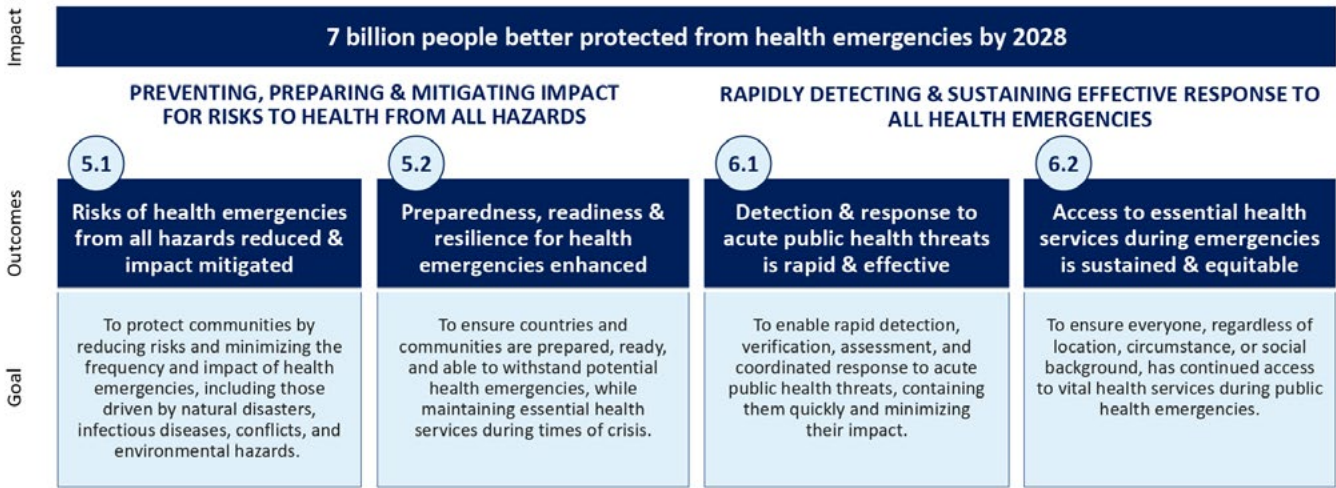 Impact
7 billion people better protected from health emergencies by 2028
PREVENTING, PREPARING & MITIGATING IMPACT
FOR RISKS TO HEALTH FROM ALL HAZARDS
RAPIDLY DETECTING & SUSTAINING EFFECTIVE RESPONSE TO
ALL HEALTH EMERGENCIES
Outcomes
5.1
Risks of health emergencies
from all hazards reduced &
impact mitigated
5.2
Preparedness, readiness &
resilience for health
emergencies enhanced
6.1
Detection & response to
acute public health threats
is rapid & effective
6.2
Access to essential health
services during emergencies
is sustained & equitable
Goal
To protect communities by
reducing risks and minimizing the
frequency and impact of health
emergencies, including those
driven by natural disasters,
infectious diseases, conflicts, and
environmental hazards.
To ensure countries and
communities are prepared, ready,
and able to withstand potential
health emergencies, while
maintaining essential health
services during times of crisis.
To enable rapid detection,
verification, assessment, and
coordinated response to acute
public health threats, containing
them quickly and minimizing
their impact.
To ensure everyone, regardless of
location, circumstance, or social
background, has continued access
to vital health services during public
health emergencies.